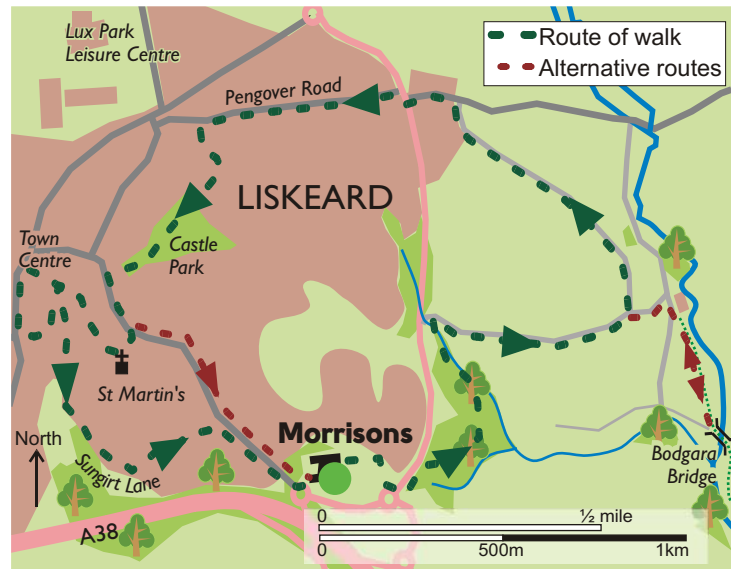 Lux Park
Leisure Centre
Route of walk
Alternative routes
Pengover Road
LISKEARD
Town
Centre
Castle
Park
St Martin's
North
Morrisons
Sungirt Lane
Bodgara
Bridge
A38
0
½ mile
0
500m
1km